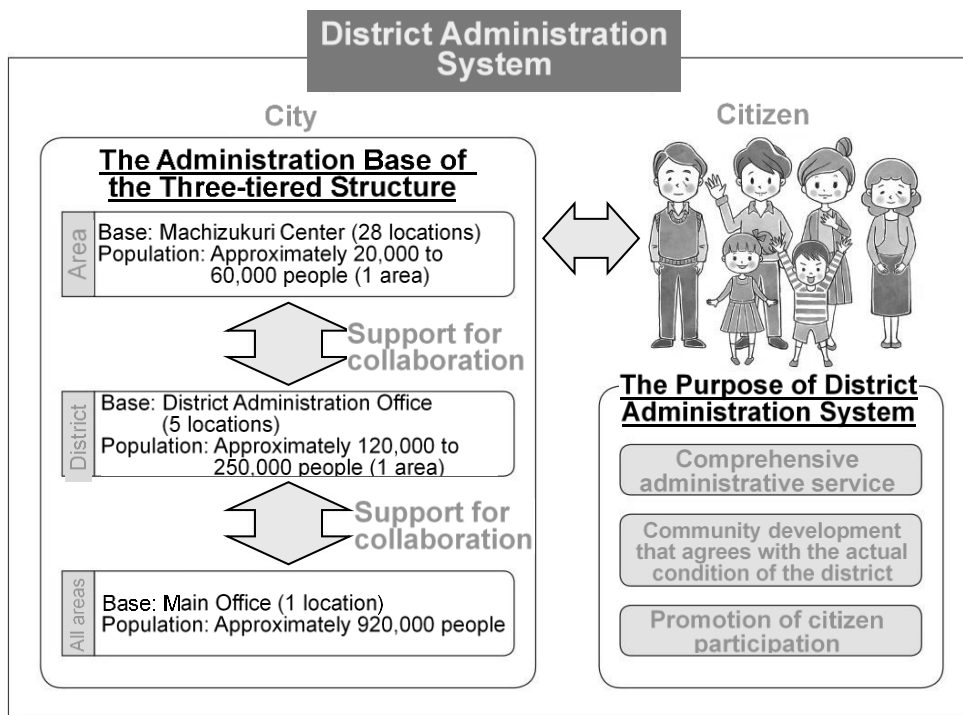 District Administration
System
City
The Administration Base of
the Three-tiered Structure
Area
Base: Machizukuri Center (28 locations)
Population: Approximately 20,000 to
60,000 people (1 area)
Support for
collaboration
District
Base: District Administration Office
(5 locations)
Population: Approximately 120,000 to
250,000 people (1 area)
Support for
collaboration
All areas
Base: Main Office (1 location)
Population: Approximately 920,000 people
Citizen
The Purpose of District
Administration System
Comprehensive
administrative service
Community development
that agrees with the actual
condition of the district
Promotion of citizen
participation